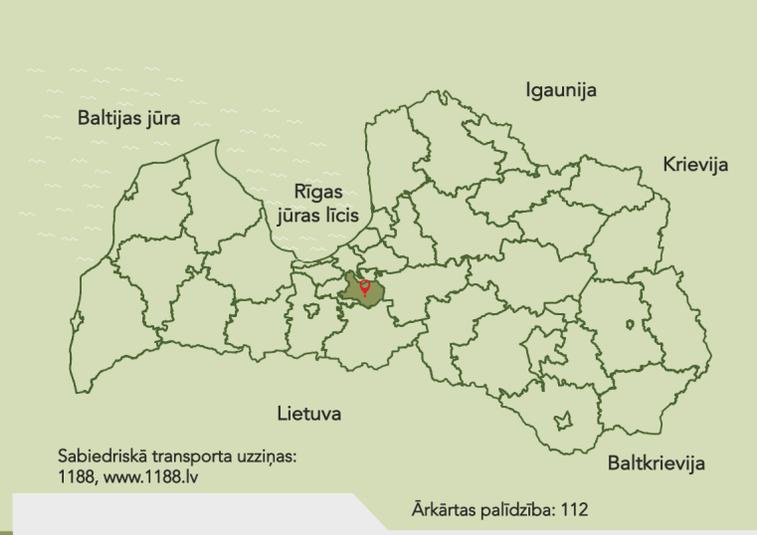 Igaunija
Baltijas jūra
Krievija
Rīgas
jūras līcis
Lietuva
Sabiedriskā transporta uzziņas:
1188, www.1188.lv
Baltkrievija
Ārkārtas palīdzība: 112